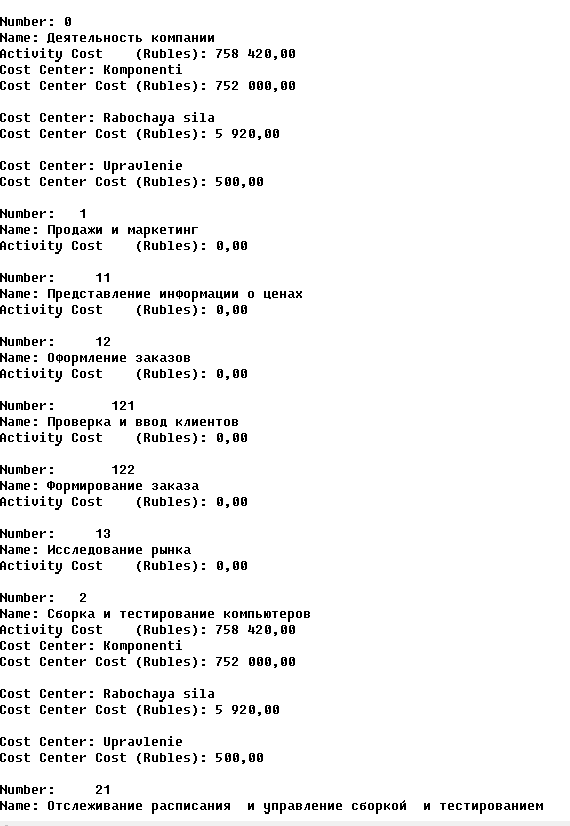 Number: 0
Name: Деятельность компании
Activity Cost    (Rubles): 758 420,00
Cost Center: Komponenti
Cost Center Cost (Rubles): 752 000,00

Cost Center: Rabochaya sila
Cost Center Cost (Rubles): 5 920,00

Cost Center: Upravlenie
Cost Center Cost (Rubles): 500,00

Number:   1
Name: Продажи и маркетинг
Activity Cost    (Rubles): 0,00

Number:     11
Name: Представление информации о ценах
Activity Cost    (Rubles): 0,00

Number:     12
Name: Оформление заказов
Activity Cost    (Rubles): 0,00

Number:       121
Name: Проверка и ввод клиентов
Activity Cost    (Rubles): 0,00

Number:       122
Name: Формирование заказа
Activity Cost    (Rubles): 0,00

Number:     13
Name: Исследование рынка
Activity Cost    (Rubles): 0,00

Number:   2
Name: Сборка и тестирование компьютеров
Activity Cost    (Rubles): 758 420,00
Cost Center: Komponenti
Cost Center Cost (Rubles): 752 000,00

Cost Center: Rabochaya sila
Cost Center Cost (Rubles): 5 920,00

Cost Center: Upravlenie
Cost Center Cost (Rubles): 500,00

Number:     21
Name: Отслеживание расписания  и управление сборкой  и тестированием